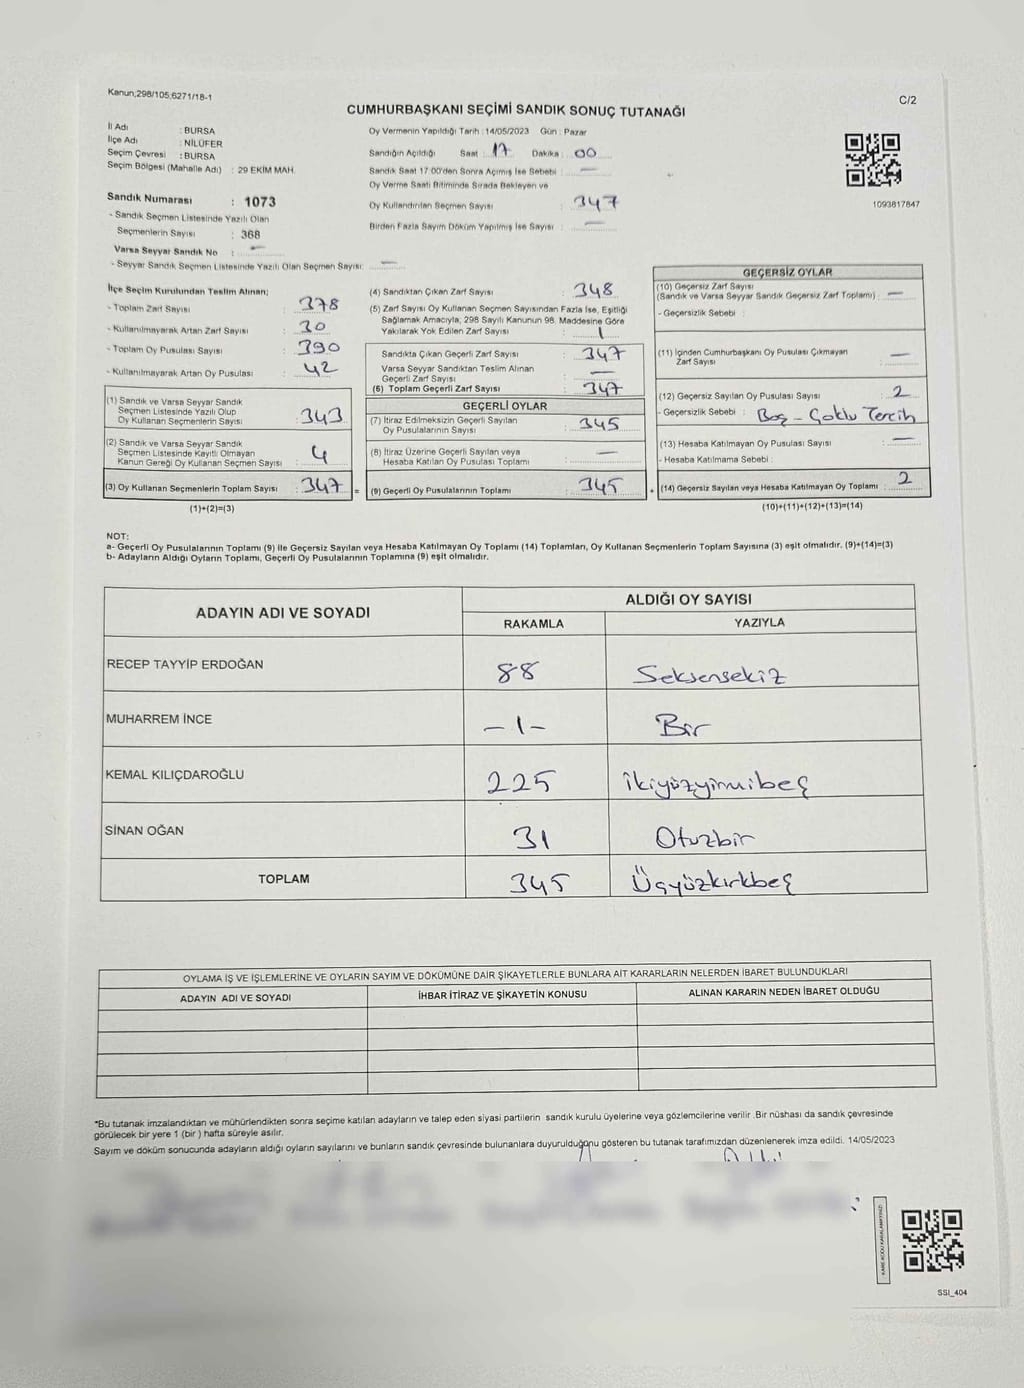 Kanun;298/105;6271/18-1
C/2
CUMHURBAŞKANI SEÇİMİ SANDIK SONUÇ TUTANAĞI
İl Adı : BURSA
İlçe Adı : NİLÜFER
Seçim Çevresi : BURSA
Seçim Bölgesi (Mahalle Adı) : 29 EKİM MAH.
Sandık Numarası : 1073
- Sandık Seçmen Listesinde Yazılı Olan
Seçmenlerin Sayısı : 368
Varsa Seyyar Sandık No : —
- Seyyar Sandık Seçmen Listesinde Yazılı Olan Seçmen Sayısı: —
Oy Vermenin Yapıldığı Tarih : 14/05/2023 Gün : Pazar
Sandığın Açıldığı Saat : 17 Dakika : 00
Sandık Saat 17:00'den Sonra Açımış İse Sebebi : —
Oy Verme Saati Bitiminde Sırada Bekleyen ve
Oy Kullandırılan Seçmen Sayısı : 347
Birden Fazla Sayım Döküm Yapılmış İse Sayısı : —
1093817847
İlçe Seçim Kurulundan Teslim Alınan;
- Toplam Zarf Sayısı : 378
- Kullanılmayarak Artan Zarf Sayısı : 30
- Toplam Oy Pusulası Sayısı : 390
- Kullanılmayarak Artan Oy Pusulası : 42
(1) Sandık ve Varsa Seyyar Sandık
Seçmen Listesinde Yazılı Olup
Oy Kullanan Seçmenlerin Sayısı : 343
(2) Sandık ve Varsa Seyyar Sandık
Seçmen Listesinde Kayıtlı Olmayan
Kanun Gereği Oy Kullanan Seçmen Sayısı : 4
(3) Oy Kullanan Seçmenlerin Toplam Sayısı : 347
(1)+(2)=(3)
=
(4) Sandıktan Çıkan Zarf Sayısı : 348
(5) Zarf Sayısı Oy Kullanan Seçmen Sayısından Fazla İse, Eşitliği
Sağlamak Amacıyla; 298 Sayılı Kanunun 98. Maddesine Göre
Yakılarak Yok Edilen Zarf Sayısı : 1
Sandıkta Çıkan Geçerli Zarf Sayısı : 347
Varsa Seyyar Sandıktan Teslim Alınan
Geçerli Zarf Sayısı : —
(6) Toplam Geçerli Zarf Sayısı : 347
GEÇERLİ OYLAR
(7) İtiraz Edilmeksizin Geçerli Sayılan
Oy Pusulalarının Sayısı : 345
(8) İtiraz Üzerine Geçerli Sayılan veya
Hesaba Katılan Oy Pusulası Toplamı : —
(9) Geçerli Oy Pusulalarının Toplamı : 345
+
GEÇERSİZ OYLAR
(10) Geçersiz Zarf Sayısı
(Sandık ve Varsa Seyyar Sandık Geçersiz Zarf Toplamı) : —
- Geçersizlik Sebebi :
(11) İçinden Cumhurbaşkanı Oy Pusulası Çıkmayan
Zarf Sayısı : —
(12) Geçersiz Sayılan Oy Pusulası Sayısı : 2
- Geçersizlik Sebebi : Boş - Çoklu Tercih
(13) Hesaba Katılmayan Oy Pusulası Sayısı : —
- Hesaba Katılmama Sebebi :
(14) Geçersiz Sayılan veya Hesaba Katılmayan Oy Toplamı : 2
(10)+(11)+(12)+(13)=(14)
NOT:
a- Geçerli Oy Pusulalarının Toplamı (9) ile Geçersiz Sayılan veya Hesaba Katılmayan Oy Toplamı (14) Toplamları, Oy Kullanan Seçmenlerin Toplam Sayısına (3) eşit olmalıdır. (9)+(14)=(3)
b- Adayların Aldığı Oyların Toplamı, Geçerli Oy Pusulalarının Toplamına (9) eşit olmalıdır.
ADAYIN ADI VE SOYADI ALDIĞI OY SAYISI
RAKAMLA YAZIYLA
RECEP TAYYİP ERDOĞAN 88 Seksensekiz
MUHARREM İNCE -1- Bir
KEMAL KILIÇDAROĞLU 225 ikiyüzyirmibeş
SİNAN OĞAN 31 Otuzbir
TOPLAM 345 Üçyüzkırkbeş
OYLAMA İŞ VE İŞLEMLERİNE VE OYLARIN SAYIM VE DÖKÜMÜNE DAİR ŞİKAYETLERLE BUNLARA AİT KARARLARIN NELERDEN İBARET BULUNDUKLARI
ADAYIN ADI VE SOYADI İHBAR İTİRAZ VE ŞİKAYETİN KONUSU ALINAN KARARIN NEDEN İBARET OLDUĞU
*Bu tutanak imzalandıktan ve mühürlendikten sonra seçime katılan adayların ve talep eden siyasi partilerin sandık kurulu üyelerine veya gözlemcilerine verilir .Bir nüshası da sandık çevresinde
görülecek bir yere 1 (bir ) hafta süreyle asılır.
Sayım ve döküm sonucunda adayların aldığı oyların sayılarını ve bunların sandık çevresinde bulunanlara duyurulduğunu gösteren bu tutanak tarafımızdan düzenlenerek imza edildi. 14/05/2023
KARE KODU KARALAMAYINIZ!
SSI_404